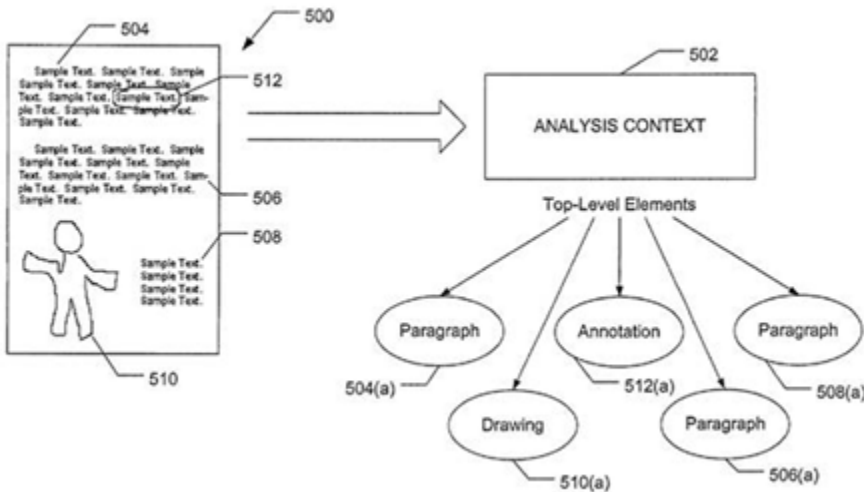 504
500
Sample Text. Sample Text. Sample
Sample Text. Sample Text. Sample
Text. Sample Text. Sample Text. Sam-
ple Text. Sample Text. Sample Text.
Sample Text.
512
Sample Text. Sample Text. Sample
Sample Text. Sample Text. Sample
Text. Sample Text. Sample Text. Sam-
ple Text. Sample Text. Sample Text.
Sample Text.
506
508
Sample Text.
Sample Text.
Sample Text.
Sample Text.
510
502
ANALYSIS CONTEXT
Top-Level Elements
Paragraph
504(a)
Annotation
512(a)
Paragraph
508(a)
Drawing
510(a)
Paragraph
506(a)